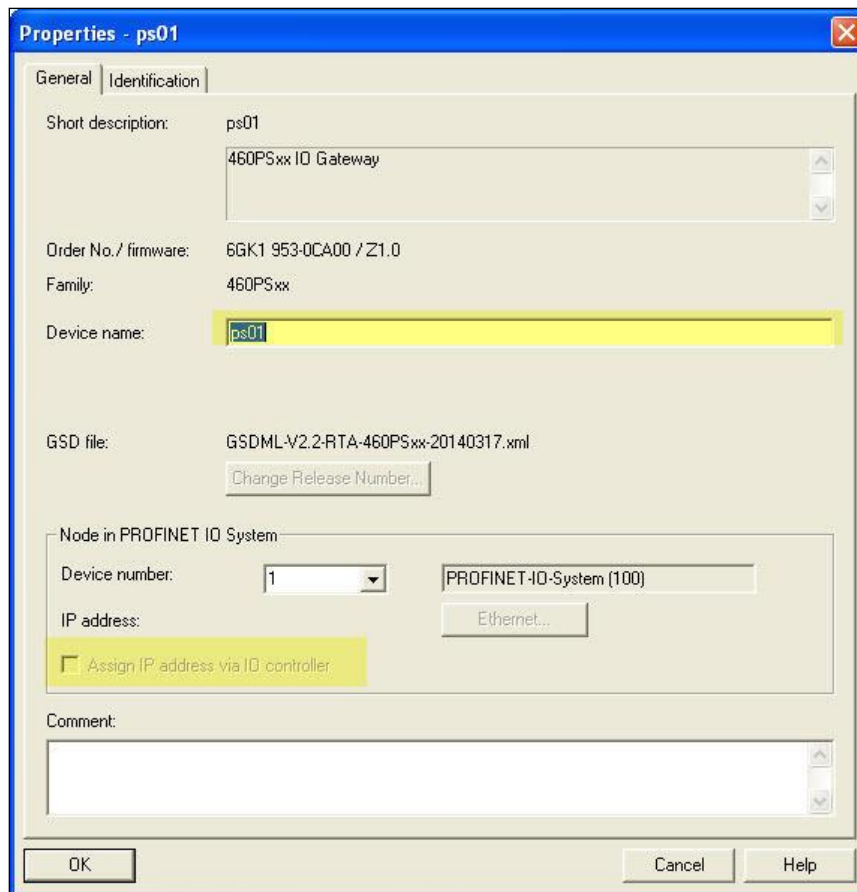 Properties - ps01
General Identification
Short description: ps01
460PSxx IO Gateway
Order No./ firmware: 6GK1 953-0CA00 / Z1.0
Family: 460PSxx
Device name: ps01
GSD file: GSDML-V2.2-RTA-460PSxx-20140317.xml
Change Release Number...
Node in PROFINET IO System
Device number: 1 PROFINET-IO-System (100)
IP address: Ethernet...
Assign IP address via IO controller
Comment:
OK Cancel Help